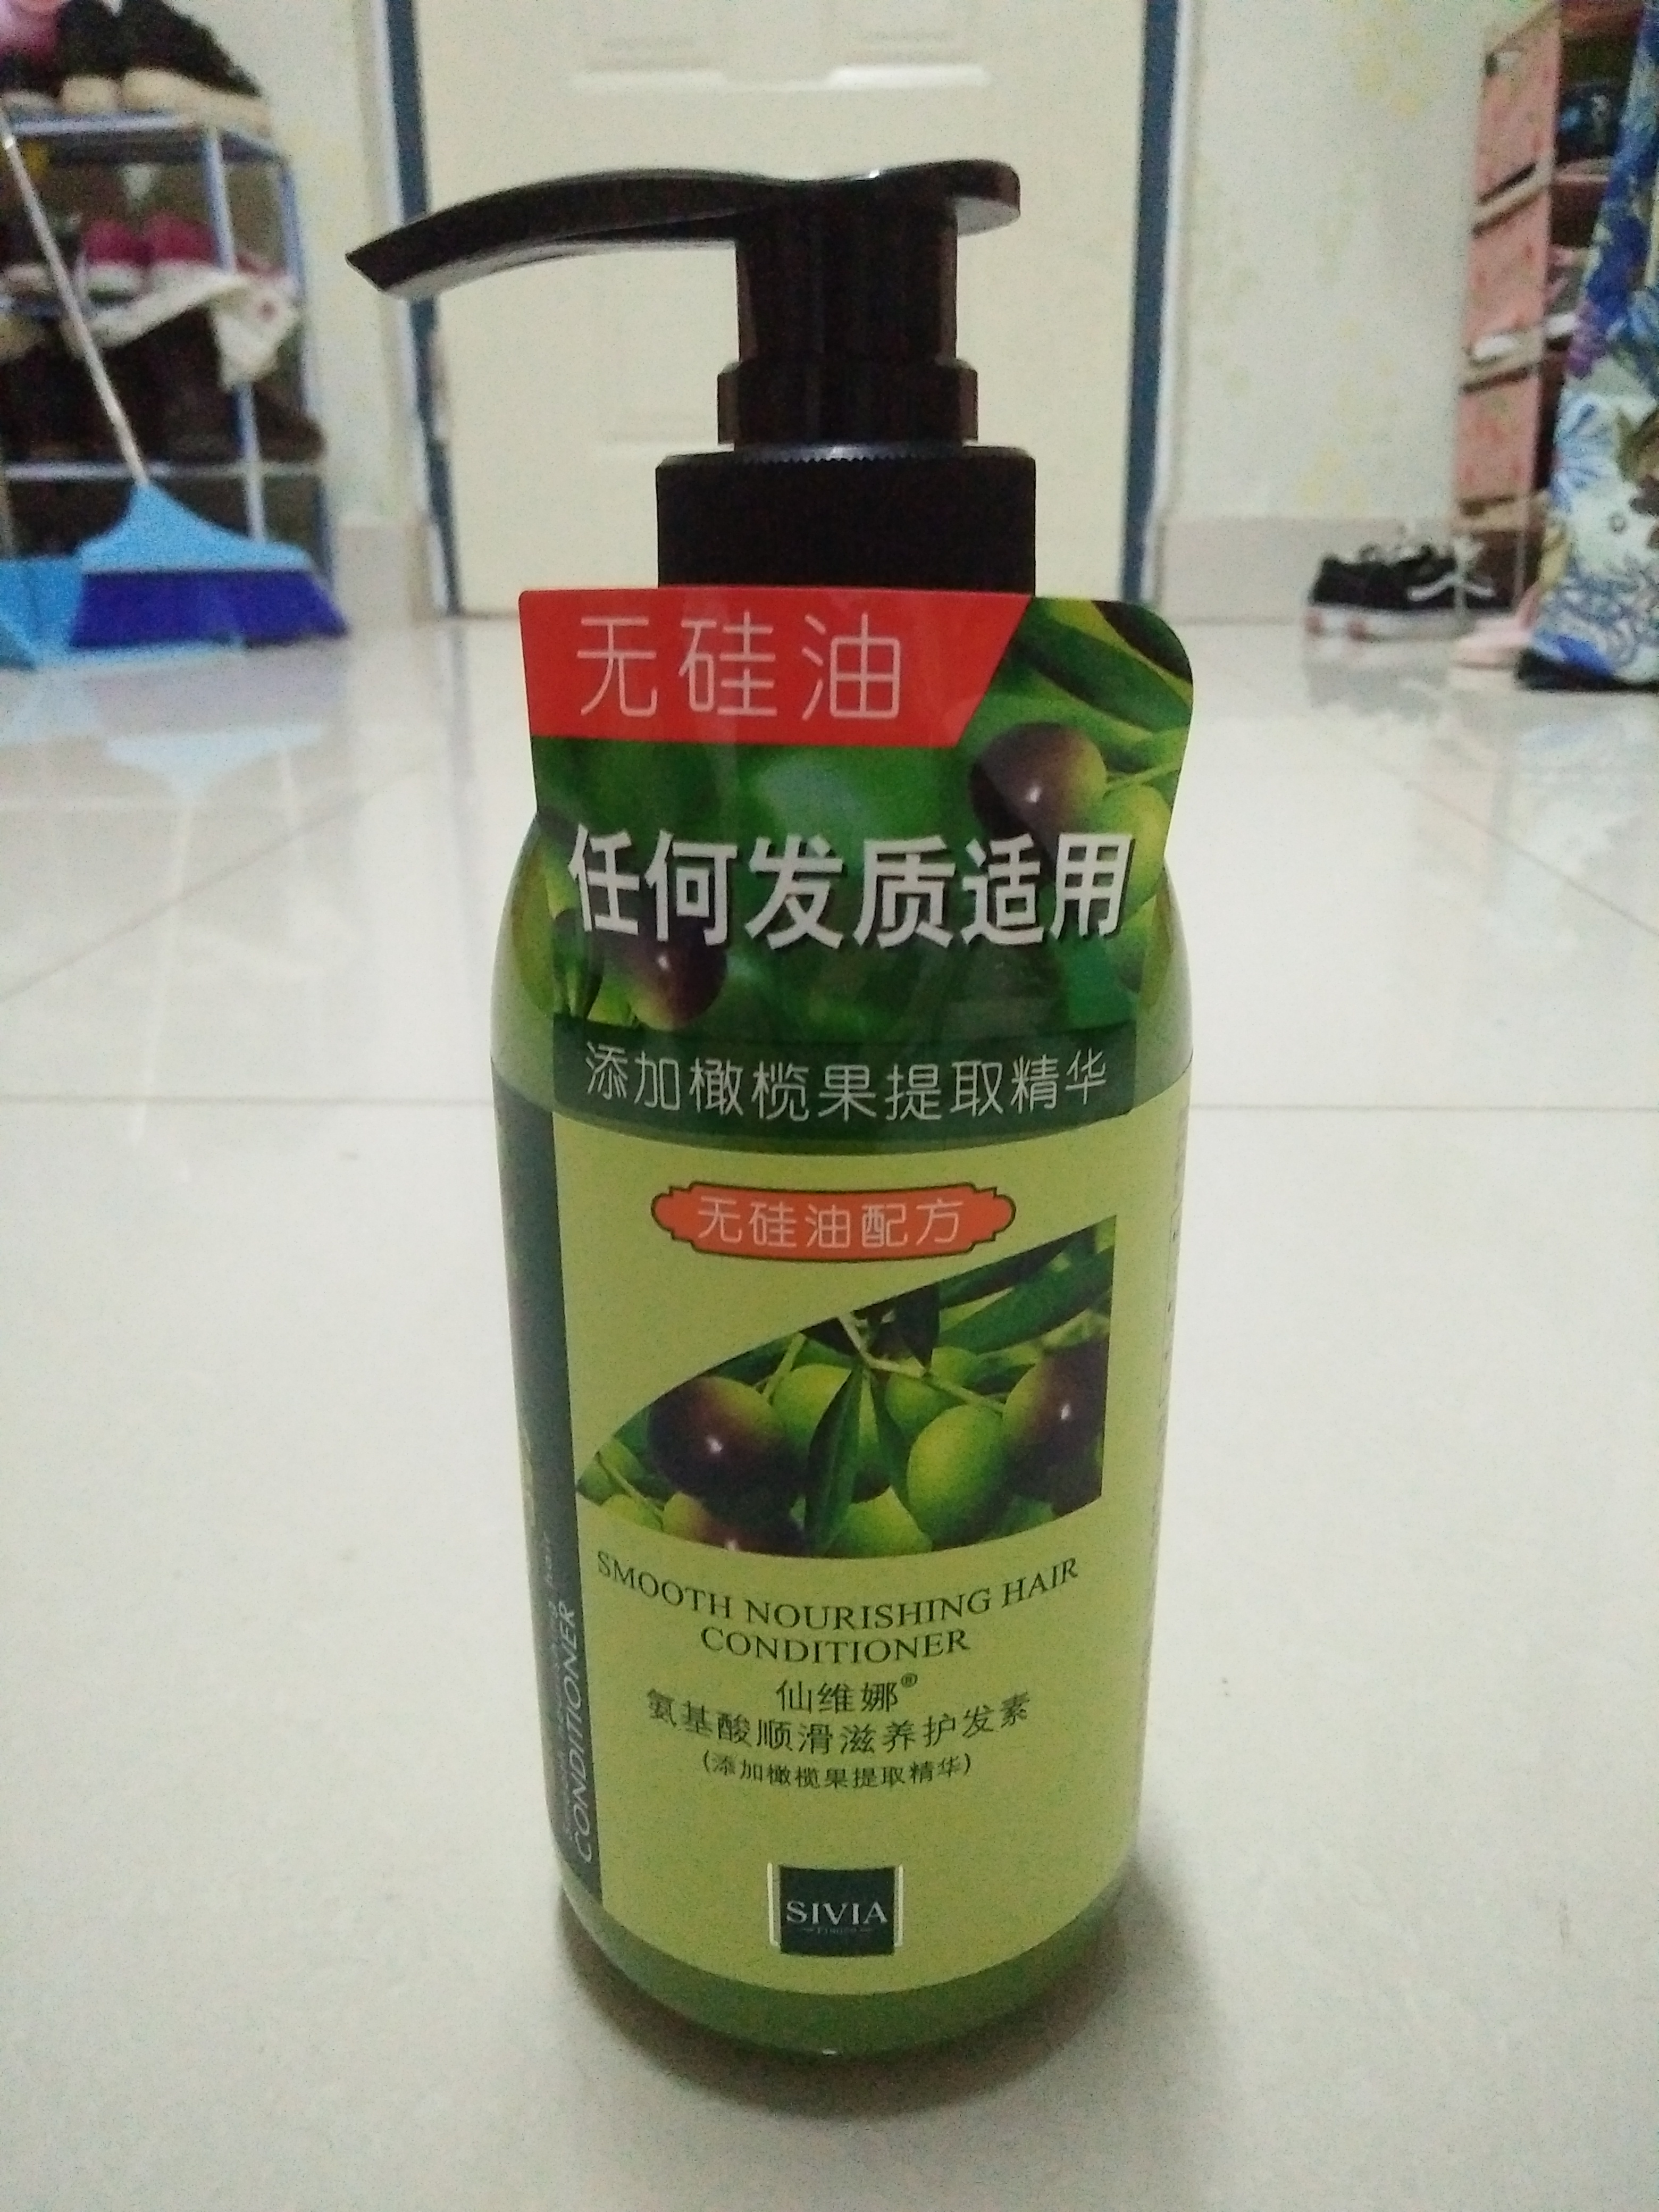 无硅油
任何发质适用
添加橄榄果提取精华
无硅油配方
SMOOTH NOURISHING HAIR
CONDITIONER
仙维娜®
氨基酸顺滑滋养护发素
(添加橄榄果提取精华)
SIVIA
CONDITIONER